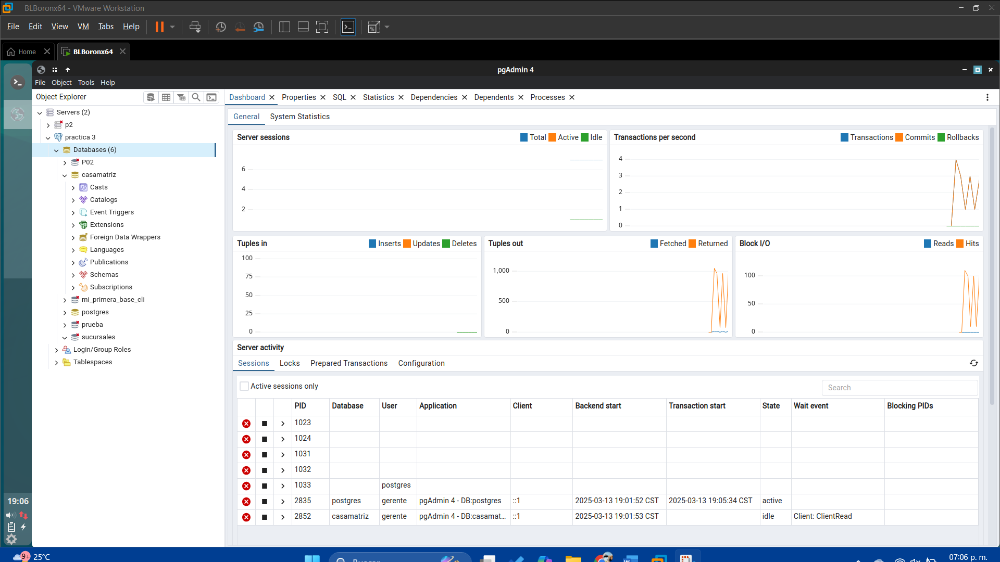 BLBoronx64 - VMware Workstation
File Edit View VM Tabs Help
Home BLBoronx64
pgAdmin 4
File Object Tools Help
Object Explorer
Dashboard Properties SQL Statistics Dependencies Dependents Processes
Servers (2)
p2
practica 3
Databases (6)
P02
casamatriz
Casts
Catalogs
Event Triggers
Extensions
Foreign Data Wrappers
Languages
Publications
Schemas
Subscriptions
mi_primera_base_cli
postgres
prueba
sucursales
Login/Group Roles
Tablespaces
General System Statistics
Server sessions Total Active Idle
6
4
2
Transactions per second Transactions Commits Rollbacks
4
3
2
1
0
Tuples in Inserts Updates Deletes
100
75
50
25
0
Tuples out Fetched Returned
1,000
500
0
Block I/O Reads Hits
100
50
0
Server activity
Sessions Locks Prepared Transactions Configuration
Active sessions only
Search
PID Database User Application Client Backend start Transaction start State Wait event Blocking PIDs
1023
1024
1031
1032
1033 postgres
2835 postgres gerente pgAdmin 4 - DB:postgres ::1 2025-03-13 19:01:52 CST 2025-03-13 19:05:34 CST active
2852 casamatriz gerente pgAdmin 4 - DB:casamat... ::1 2025-03-13 19:01:53 CST idle Client: ClientRead
19:06
9+ 25°C
07:06 p. m.